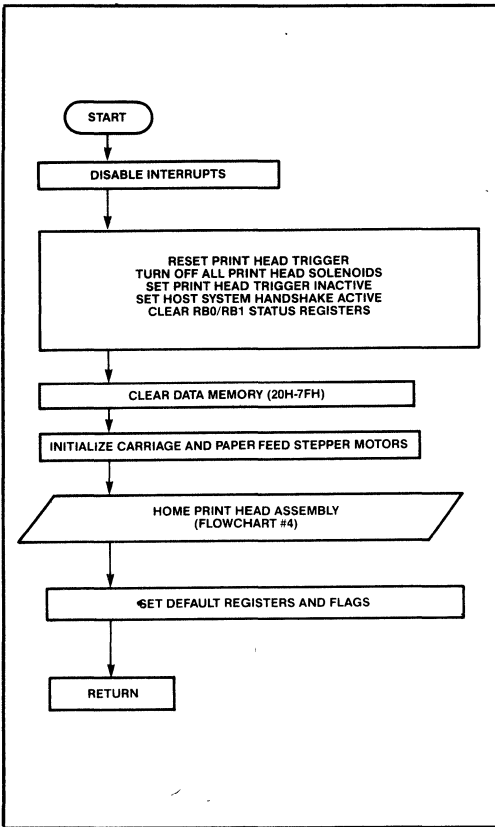 START
DISABLE INTERRUPTS
RESET PRINT HEAD TRIGGER
TURN OFF ALL PRINT HEAD SOLENOIDS
SET PRINT HEAD TRIGGER INACTIVE
SET HOST SYSTEM HANDSHAKE ACTIVE
CLEAR RB0/RB1 STATUS REGISTERS
CLEAR DATA MEMORY (20H-7FH)
INITIALIZE CARRIAGE AND PAPER FEED STEPPER MOTORS
HOME PRINT HEAD ASSEMBLY
(FLOWCHART #4)
SET DEFAULT REGISTERS AND FLAGS
RETURN